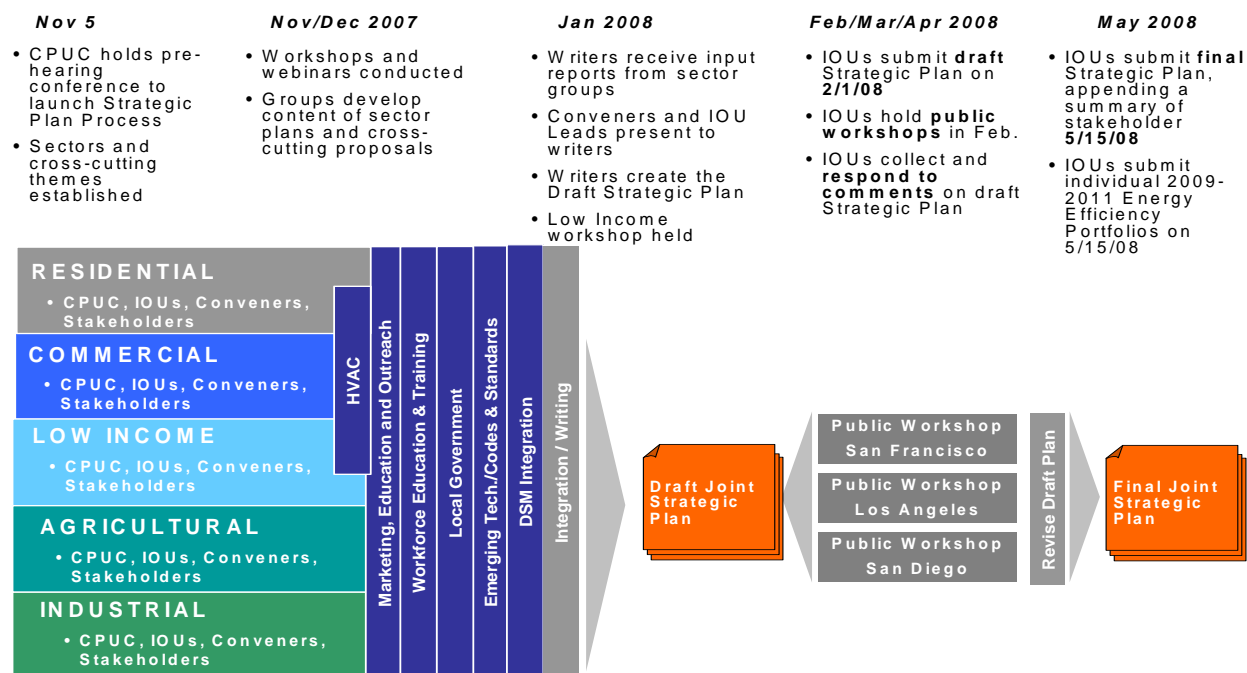 Nov 5
• CPUC holds pre-
hearing
conference to
launch Strategic
Plan Process
• Sectors and
cross-cutting
themes
established
Nov/Dec 2007
• Workshops and
webinars conducted
• Groups develop
content of sector
plans and cross-
cutting proposals
Jan 2008
• Writers receive input
reports from sector
groups
• Conveners and IOU
Leads present to
writers
• Writers create the
Draft Strategic Plan
• Low Income
workshop held
Feb/Mar/Apr 2008
• IOUs submit draft
Strategic Plan on
2/1/08
• IOUs hold public
workshops in Feb.
• IOUs collect and
respond to
comments on draft
Strategic Plan
May 2008
• IOUs submit final
Strategic Plan,
appending a
summary of
stakeholder
5/15/08
• IOUs submit
individual 2009-
2011 Energy
Efficiency
Portfolios on
5/15/08
RESIDENTIAL
• CPUC, IOUs, Conveners,
Stakeholders
COMMERCIAL
• CPUC, IOUs, Conveners,
Stakeholders
LOW INCOME
• CPUC, IOUs, Conveners,
Stakeholders
AGRICULTURAL
• CPUC, IOUs, Conveners,
Stakeholders
INDUSTRIAL
• CPUC, IOUs, Conveners,
Stakeholders
HVAC
Marketing, Education and Outreach
Workforce Education & Training
Local Government
Emerging Tech./Codes & Standards
DSM Integration
Integration / Writing
Draft Joint
Strategic
Plan
Public Workshop
San Francisco
Public Workshop
Los Angeles
Public Workshop
San Diego
Revise Draft Plan
Final Joint
Strategic
Plan